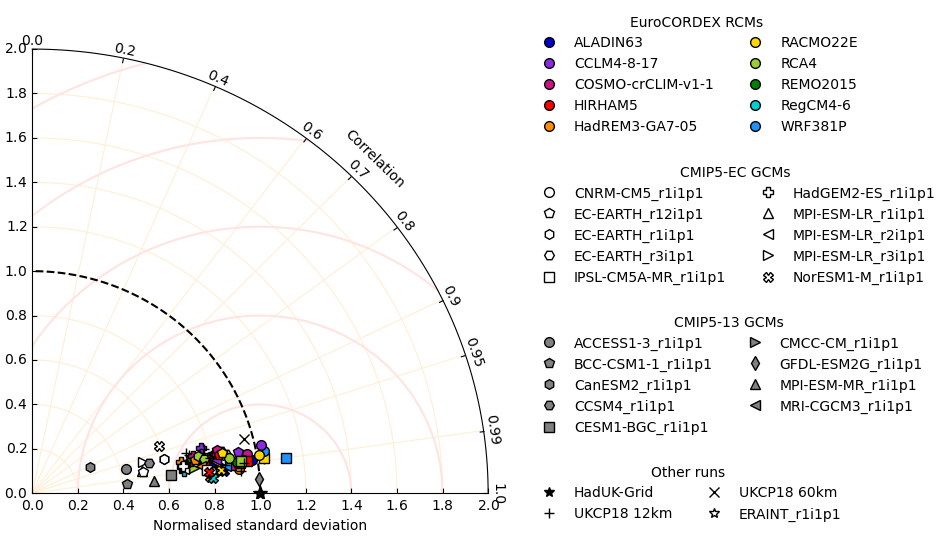 0.0
0.2
0.4
0.6
0.7
0.8
0.9
0.95
0.99
1.0
Correlation
2.0
1.8
1.6
1.4
1.2
1.0
0.8
0.6
0.4
0.2
0.0
0.0 0.2 0.4 0.6 0.8 1.0 1.2 1.4 1.6 1.8 2.0
Normalised standard deviation
EuroCORDEX RCMs
ALADIN63 RACMO22E
CCLM4-8-17 RCA4
COSMO-crCLIM-v1-1 REMO2015
HIRHAM5 RegCM4-6
HadREM3-GA7-05 WRF381P
CMIP5-EC GCMs
CNRM-CM5_r1i1p1 HadGEM2-ES_r1i1p1
EC-EARTH_r12i1p1 MPI-ESM-LR_r1i1p1
EC-EARTH_r1i1p1 MPI-ESM-LR_r2i1p1
EC-EARTH_r3i1p1 MPI-ESM-LR_r3i1p1
IPSL-CM5A-MR_r1i1p1 NorESM1-M_r1i1p1
CMIP5-13 GCMs
ACCESS1-3_r1i1p1 CMCC-CM_r1i1p1
BCC-CSM1-1_r1i1p1 GFDL-ESM2G_r1i1p1
CanESM2_r1i1p1 MPI-ESM-MR_r1i1p1
CCSM4_r1i1p1 MRI-CGCM3_r1i1p1
CESM1-BGC_r1i1p1
Other runs
HadUK-Grid UKCP18 60km
UKCP18 12km ERAINT_r1i1p1